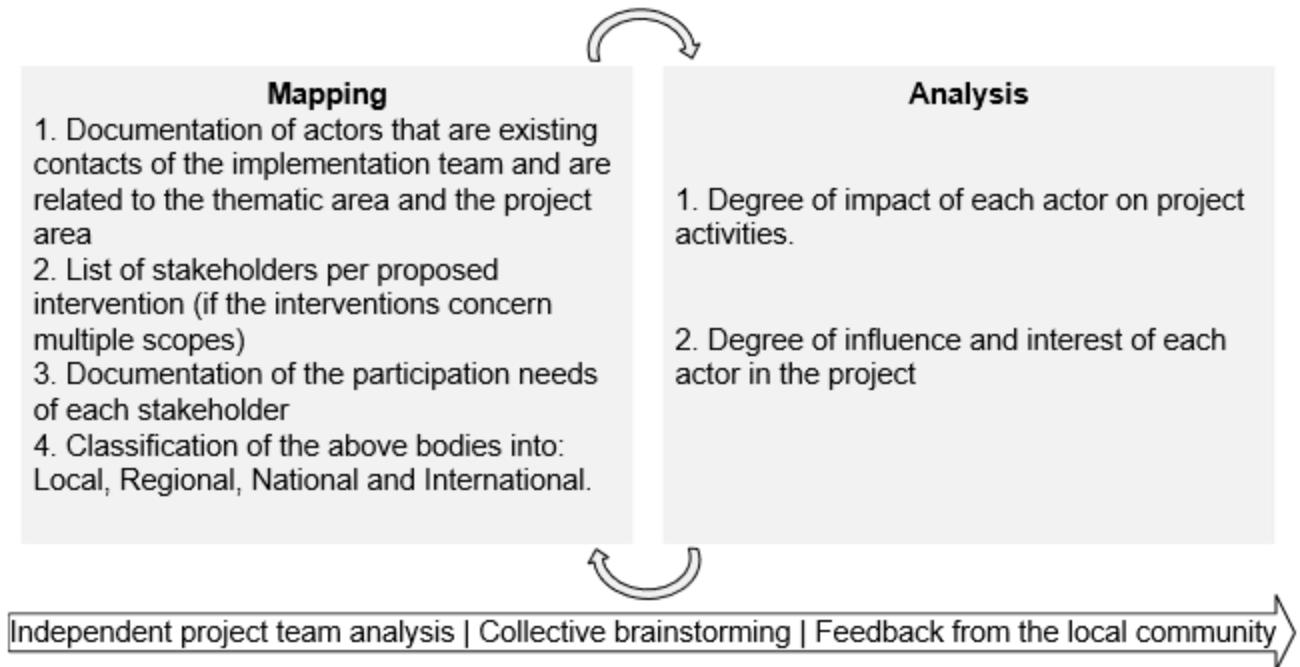 Mapping
1. Documentation of actors that are existing
contacts of the implementation team and are
related to the thematic area and the project
area
2. List of stakeholders per proposed
intervention (if the interventions concern
multiple scopes)
3. Documentation of the participation needs
of each stakeholder
4. Classification of the above bodies into:
Local, Regional, National and International.
Analysis
1. Degree of impact of each actor on project
activities.
2. Degree of influence and interest of each
actor in the project
Independent project team analysis | Collective brainstorming | Feedback from the local community